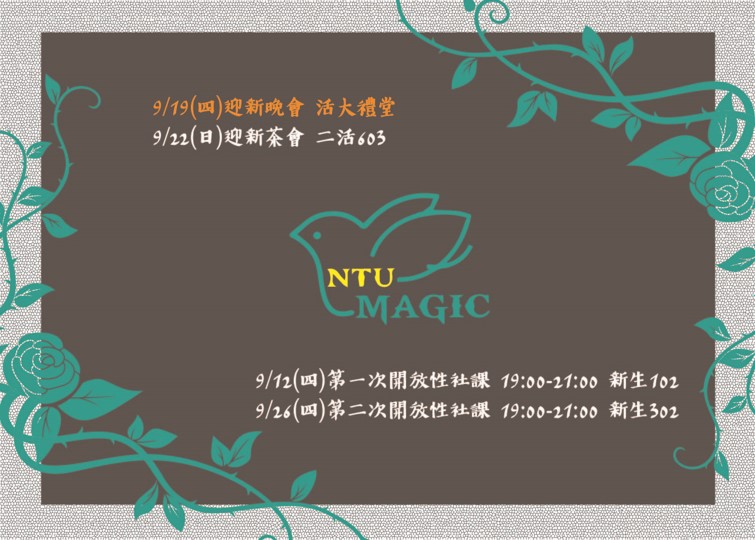 9/19(四)迎新晚會 活大禮堂
9/22(日)迎新茶會 二活603
NTU
MAGIC
9/12(四)第一次開放性社課 19:00-21:00 新生102
9/26(四)第二次開放性社課 19:00-21:00 新生302